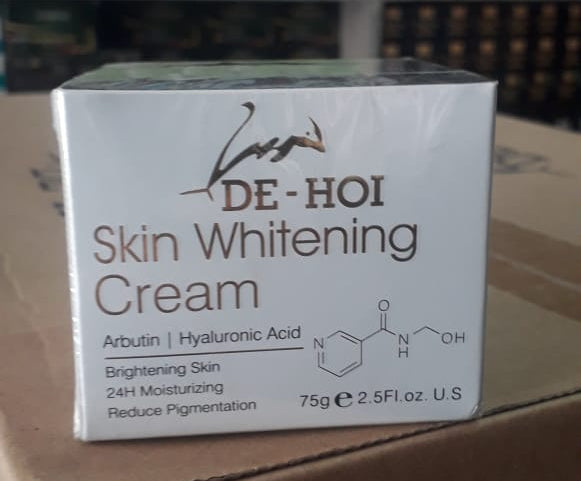 DE-HOI
Skin Whitening
Cream
Arbutin | Hyaluronic Acid
Brightening Skin
24H Moisturizing
Reduce Pigmentation
N
O
N
H
OH
75g ℮ 2.5Fl.oz. U.S